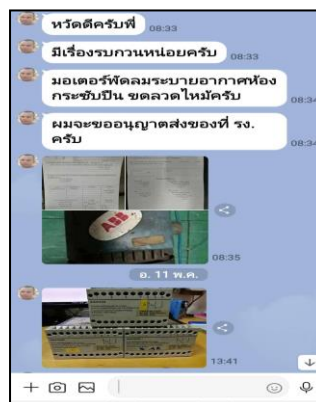 หวัดดีครับพี่
08:33
มีเรื่องรบกวนหน่อยครับ
08:33
มอเตอร์พัดลมระบายอากาศห้อง
กระชับปืน ขดลวดไหม้ครับ
08:34
ผมจะขออนุญาตส่งของที่ รง.
ครับ
08:34
ABB
08:35
อ. 11 พ.ค.
13:41